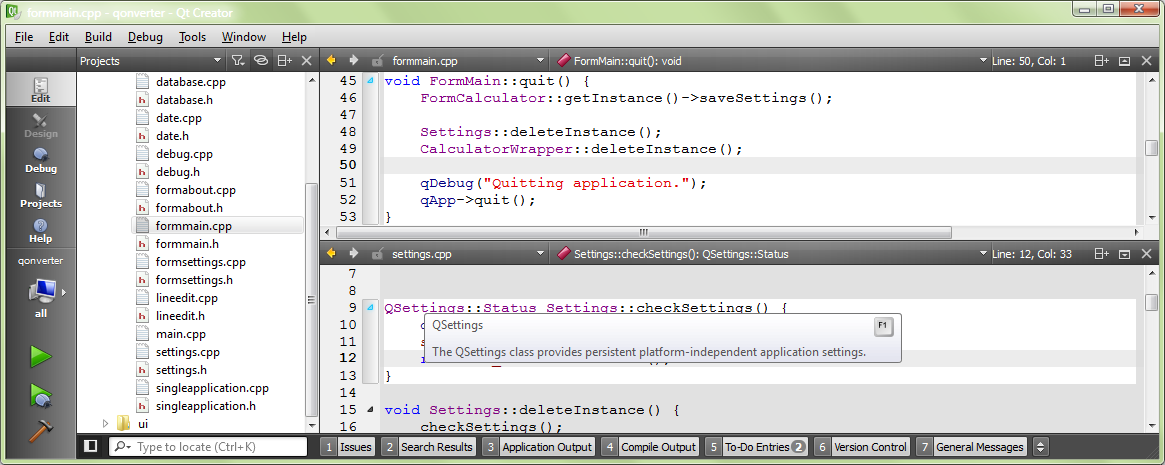 formmain.cpp - qonverter - Qt Creator
File Edit Build Debug Tools Window Help
Projects
formmain.cpp
FormMain::quit(): void
Line: 50, Col: 1
Edit
Design
Debug
Projects
Help
qonverter
all
database.cpp
database.h
date.cpp
date.h
debug.cpp
debug.h
formabout.cpp
formabout.h
formmain.cpp
formmain.h
formsettings.cpp
formsettings.h
lineedit.cpp
lineedit.h
main.cpp
settings.cpp
settings.h
singleapplication.cpp
singleapplication.h
ui
45 void FormMain::quit() {
46 FormCalculator::getInstance()->saveSettings();
47
48 Settings::deleteInstance();
49 CalculatorWrapper::deleteInstance();
50
51 qDebug("Quitting application.");
52 qApp->quit();
53 }
settings.cpp
Settings::checkSettings(): QSettings::Status
Line: 12, Col: 33
7
8
9 QSettings::Status Settings::checkSettings() {
10
11
12
13 }
14
15 void Settings::deleteInstance() {
16 checkSettings();
QSettings
F1
The QSettings class provides persistent platform-independent application settings.
Type to locate (Ctrl+K)
1 Issues
2 Search Results
3 Application Output
4 Compile Output
5 To-Do Entries 2
6 Version Control
7 General Messages